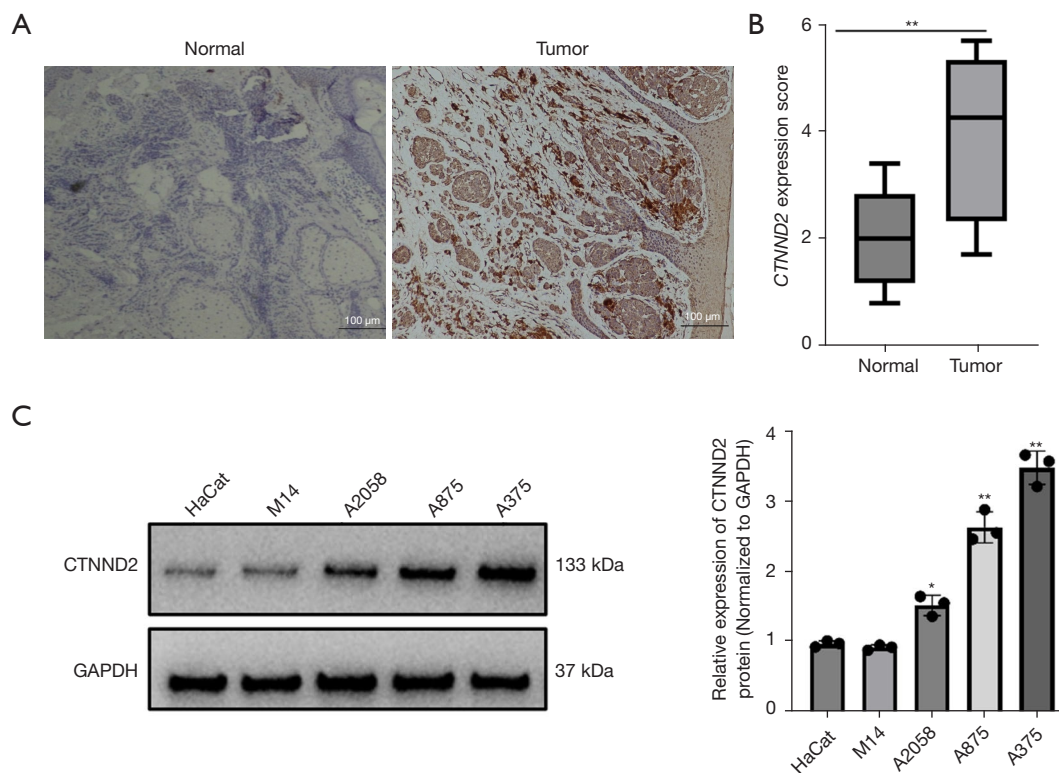 A
Normal
Tumor
100 µm
100 µm
B
**
CTNND2 expression score
6
4
2
0
Normal
Tumor
C
HaCat
M14
A2058
A875
A375
CTNND2
133 kDa
GAPDH
37 kDa
Relative expression of CTNND2
protein (Normalized to GAPDH)
4
3
2
1
0
*
**
**
HaCat
M14
A2058
A875
A375